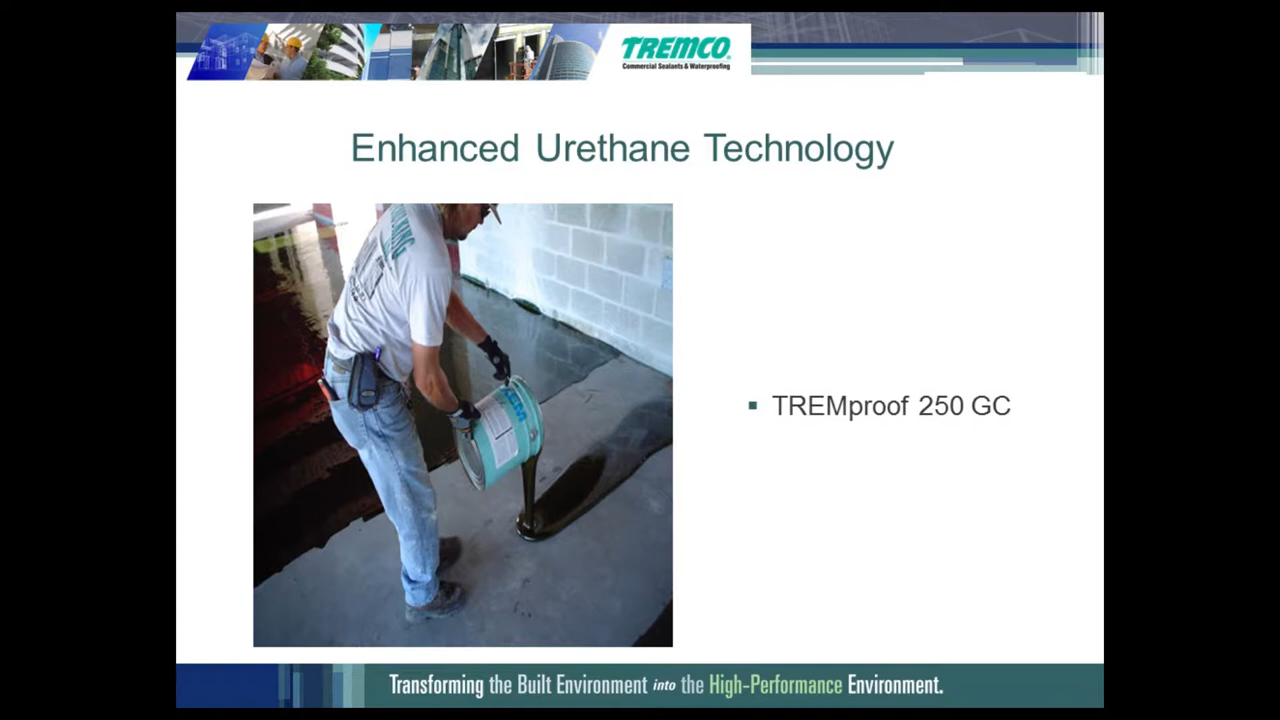 TREMCO®
Commercial Sealants & Waterproofing
Enhanced Urethane Technology
▪ TREMproof 250 GC
Transforming the Built Environment into the High-Performance Environment.